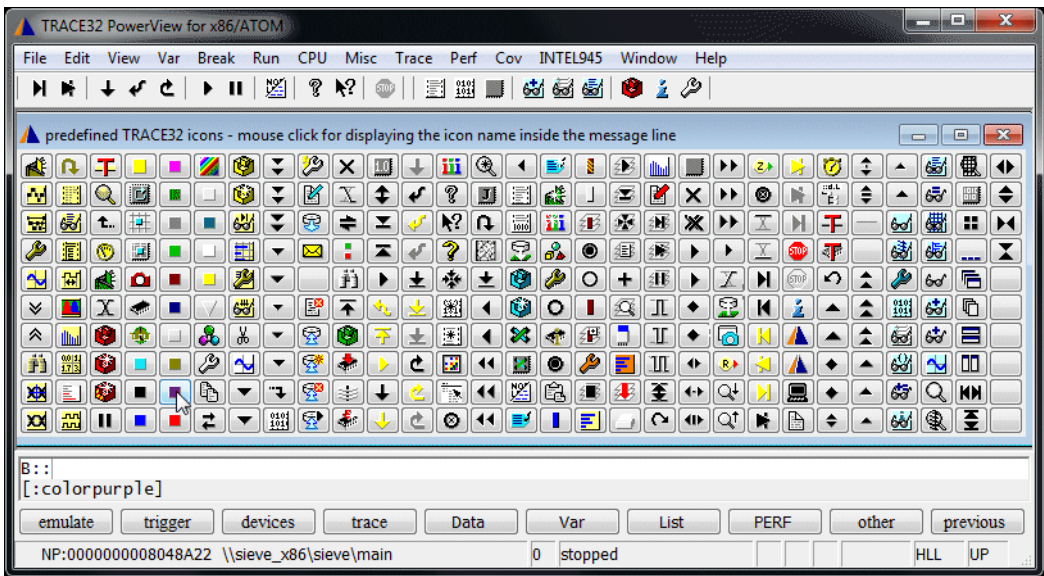 TRACE32 PowerView for x86/ATOM
File Edit View Var Break Run CPU Misc Trace Perf Cov INTEL945 Window Help
predefined TRACE32 icons - mouse click for displaying the icon name inside the message line
B::
[:colorpurple]
emulate trigger devices trace Data Var List PERF other previous
NP:0000000008048A22 \\sieve_x86\sieve\main 0 stopped HLL UP